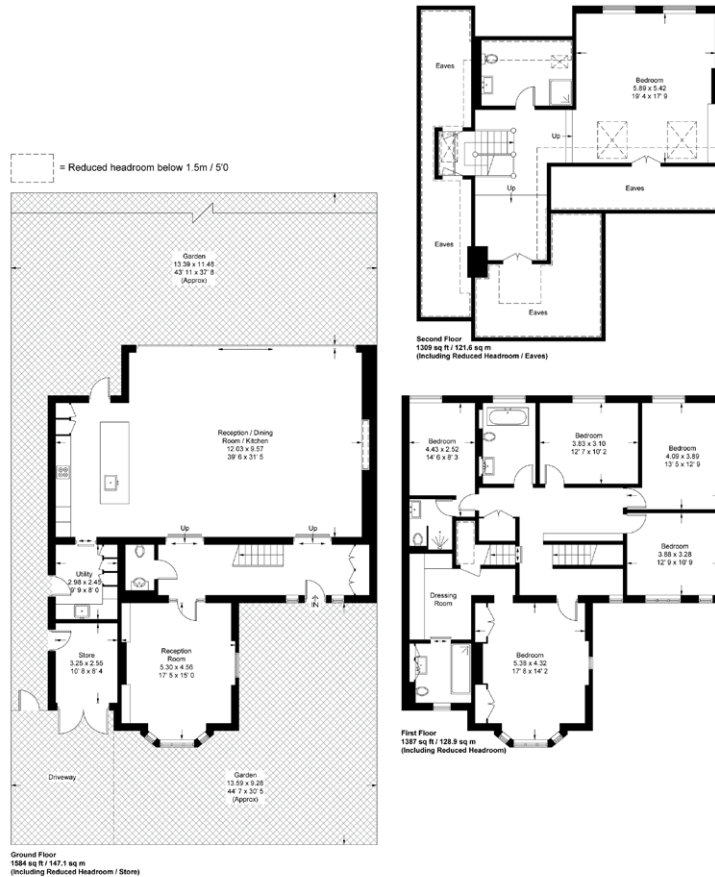 Eaves
Bedroom
5.89 x 5.42
19' 4 x 17' 9
Up
Up
Eaves
Eaves
Eaves
Second Floor
1309 sq ft / 121.6 sq m
(Including Reduced Headroom / Eaves)
= Reduced headroom below 1.5m / 5'0
Garden
13.39 x 11.48
43' 11 x 37' 8
(Approx)
Reception / Dining
Room / Kitchen
12.03 x 9.57
39' 6 x 31' 5
Up
Up
Utility
2.98 x 2.45
9' 9 x 8' 0
IN
Store
3.25 x 2.55
10' 8 x 8' 4
Reception
Room
5.30 x 4.56
17' 5 x 15' 0
Driveway
Garden
13.59 x 9.28
44' 7 x 30' 5
(Approx)
Ground Floor
1584 sq ft / 147.1 sq m
(Including Reduced Headroom / Store)
Bedroom
4.43 x 2.52
14' 6 x 8' 3
Bedroom
3.83 x 3.10
12' 7 x 10' 2
Bedroom
4.09 x 3.89
13' 5 x 12' 9
Bedroom
3.88 x 3.28
12' 9 x 10' 9
Dressing
Room
Bedroom
5.38 x 4.32
17' 8 x 14' 2
First Floor
1387 sq ft / 128.9 sq m
(Including Reduced Headroom)